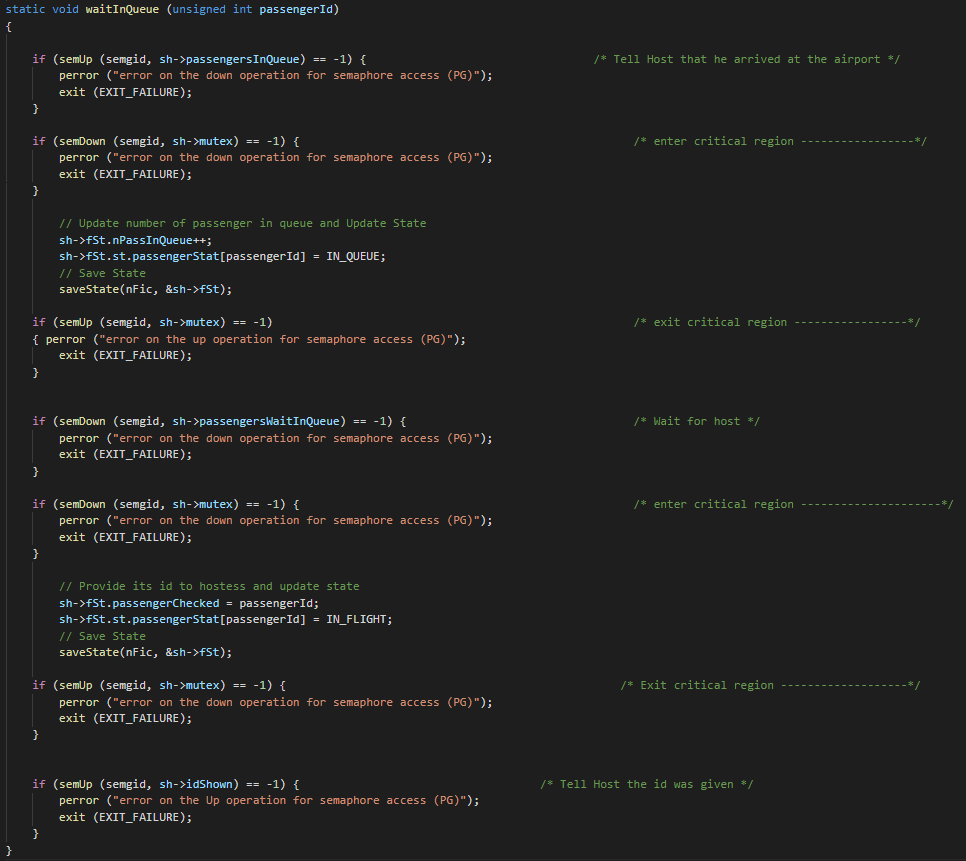 static void waitInQueue (unsigned int passengerId)
{
if (semUp (semgid, sh->passengersInQueue) == -1) { /* Tell Host that he arrived at the airport */
perror ("error on the down operation for semaphore access (PG)");
exit (EXIT_FAILURE);
}
if (semDown (semgid, sh->mutex) == -1) { /* enter critical region -----------------*/
perror ("error on the down operation for semaphore access (PG)");
exit (EXIT_FAILURE);
}
// Update number of passenger in queue and Update State
sh->fSt.nPassInQueue++;
sh->fSt.st.passengerStat[passengerId] = IN_QUEUE;
// Save State
saveState(nFic, &sh->fSt);
if (semUp (semgid, sh->mutex) == -1) /* exit critical region -----------------*/
{ perror ("error on the up operation for semaphore access (PG)");
exit (EXIT_FAILURE);
}
if (semDown (semgid, sh->passengersWaitInQueue) == -1) { /* Wait for host */
perror ("error on the down operation for semaphore access (PG)");
exit (EXIT_FAILURE);
}
if (semDown (semgid, sh->mutex) == -1) { /* enter critical region ---------------------*/
perror ("error on the down operation for semaphore access (PG)");
exit (EXIT_FAILURE);
}
// Provide its id to hostess and update state
sh->fSt.passengerChecked = passengerId;
sh->fSt.st.passengerStat[passengerId] = IN_FLIGHT;
// Save State
saveState(nFic, &sh->fSt);
if (semUp (semgid, sh->mutex) == -1) { /* Exit critical region -------------------*/
perror ("error on the down operation for semaphore access (PG)");
exit (EXIT_FAILURE);
}
if (semUp (semgid, sh->idShown) == -1) { /* Tell Host the id was given */
perror ("error on the Up operation for semaphore access (PG)");
exit (EXIT_FAILURE);
}
}